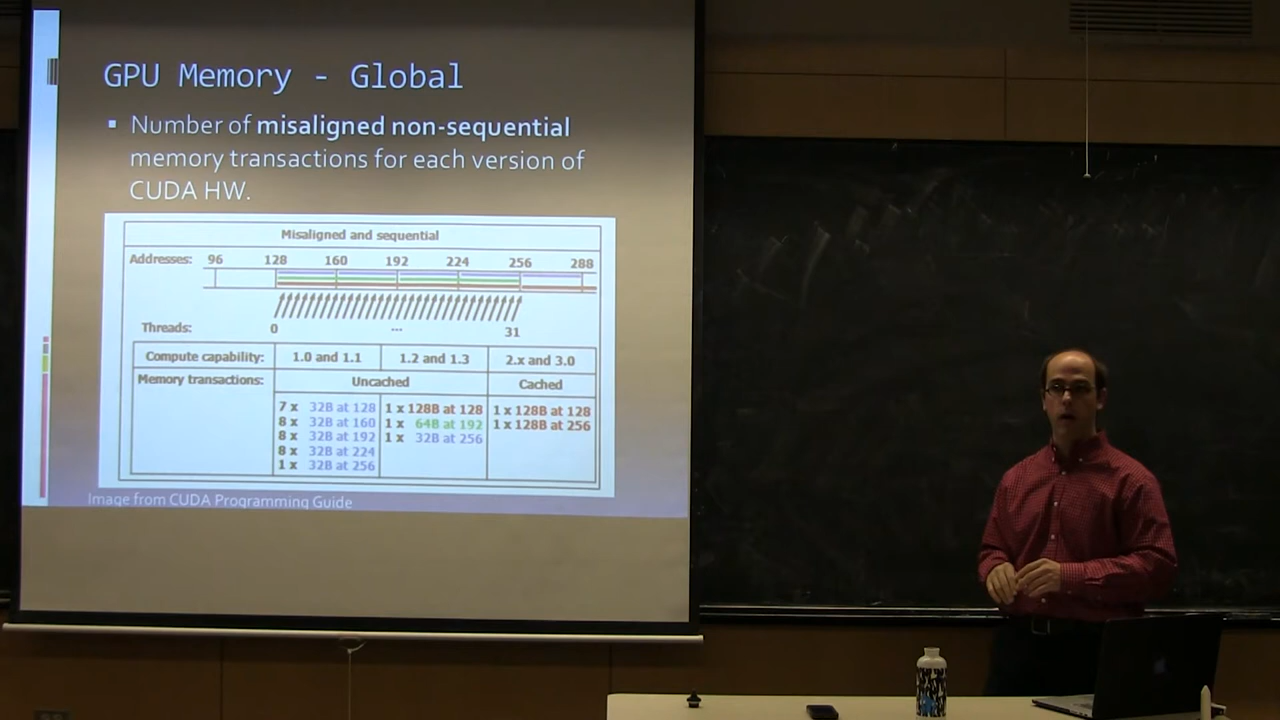 GPU Memory - Global
Number of misaligned non-sequential
memory transactions for each version of
CUDA HW.
Misaligned and sequential
Addresses: 96 128 160 192 224 256 288
Threads: 0 ... 31
Compute capability: 1.0 and 1.1 1.2 and 1.3 2.x and 3.0
Memory transactions: Uncached Cached
7 x 32B at 128 1 x 128B at 128 1 x 128B at 128
8 x 32B at 160 1 x 64B at 192 1 x 128B at 256
8 x 32B at 192 1 x 32B at 256
8 x 32B at 224
1 x 32B at 256
Image from CUDA Programming Guide